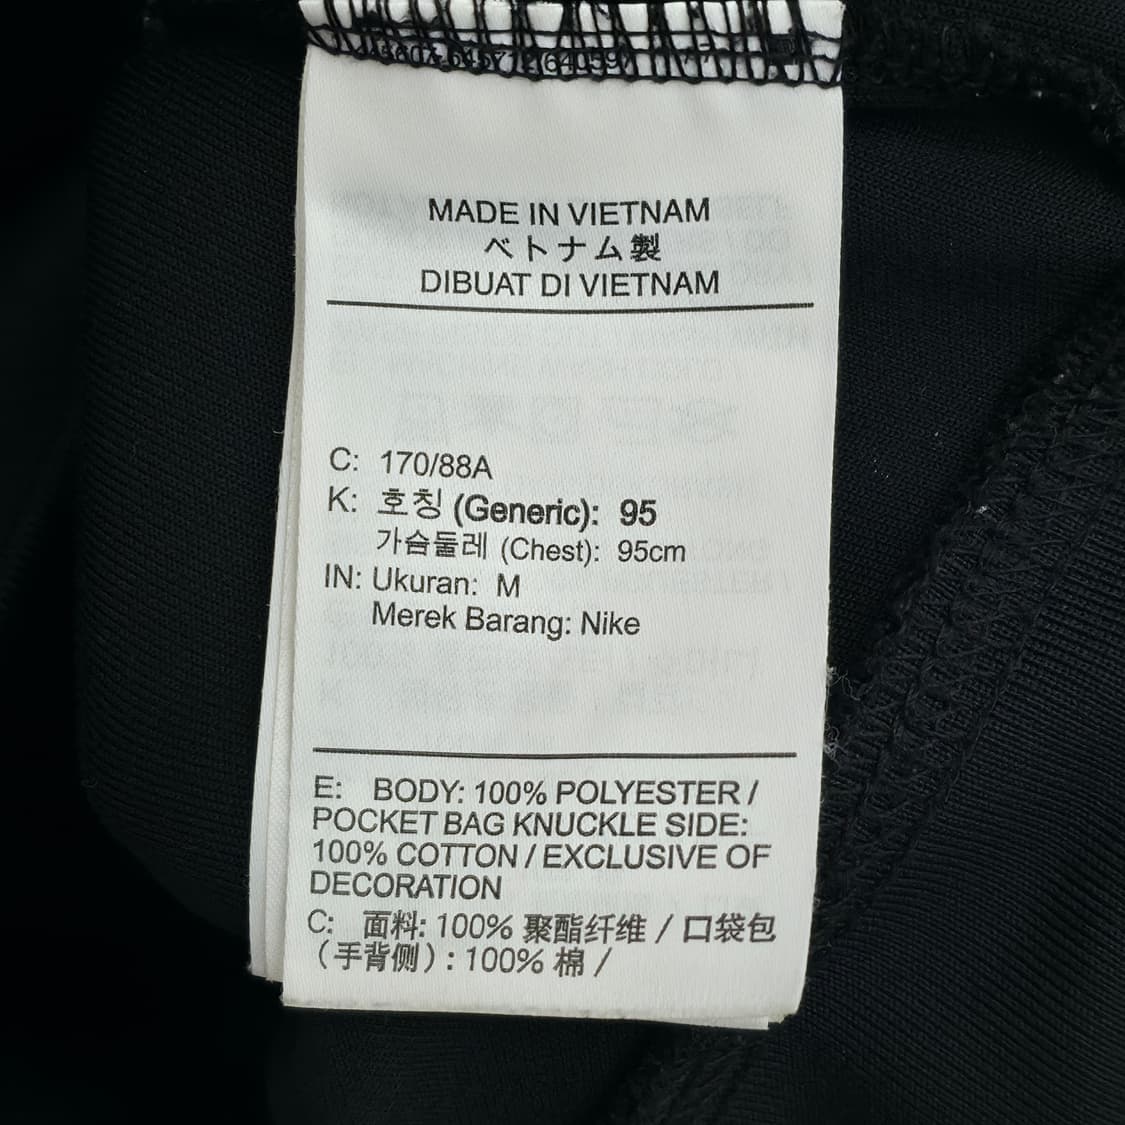 MADE IN VIETNAM
ベトナム製
DIBUAT DI VIETNAM
C: 170/88A
K: 호칭 (Generic): 95
가슴둘레 (Chest): 95cm
IN: Ukuran: M
Merek Barang: Nike
E: BODY: 100% POLYESTER /
POCKET BAG KNUCKLE SIDE:
100% COTTON / EXCLUSIVE OF
DECORATION
C: 面料: 100% 聚酯纤维 / 口袋包
（手背侧）: 100% 棉 /